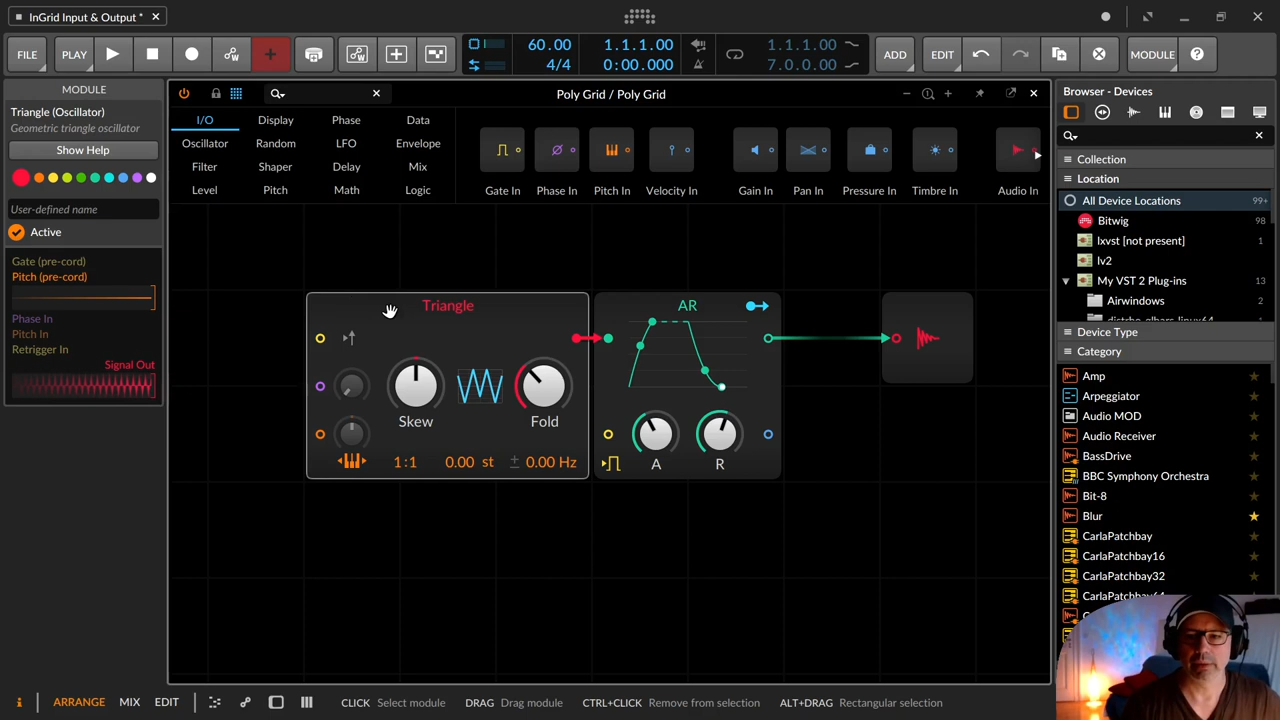 InGrid Input & Output *
FILE
PLAY
60.00
4/4
1.1.1.00
0:00.000
1.1.1.00
7.0.0.00
ADD
EDIT
MODULE
MODULE
Triangle (Oscillator)
Geometric triangle oscillator
Show Help
User-defined name
Active
Gate (pre-cord)
Pitch (pre-cord)
Phase In
Pitch In
Retrigger In
Signal Out
Poly Grid / Poly Grid
I/O
Display
Phase
Data
Oscillator
Random
LFO
Envelope
Filter
Shaper
Delay
Mix
Level
Pitch
Math
Logic
Gate In
Phase In
Pitch In
Velocity In
Gain In
Pan In
Pressure In
Timbre In
Audio In
Triangle
Skew
Fold
1:1
0.00 st
± 0.00 Hz
AR
A
R
Browser - Devices
Collection
Location
All Device Locations
99+
Bitwig
98
lxvst [not present]
1
lv2
My VST 2 Plug-ins
13
Airwindows
1
distrho-glbars-linux64
Device Type
Category
Amp
Arpeggiator
Audio MOD
Audio Receiver
BassDrive
BBC Symphony Orchestra
Bit-8
Blur
CarlaPatchbay
CarlaPatchbay16
CarlaPatchbay32
CarlaPatchbay64
i
ARRANGE
MIX
EDIT
CLICK Select module
DRAG Drag module
CTRL+CLICK Remove from selection
ALT+DRAG Rectangular selection